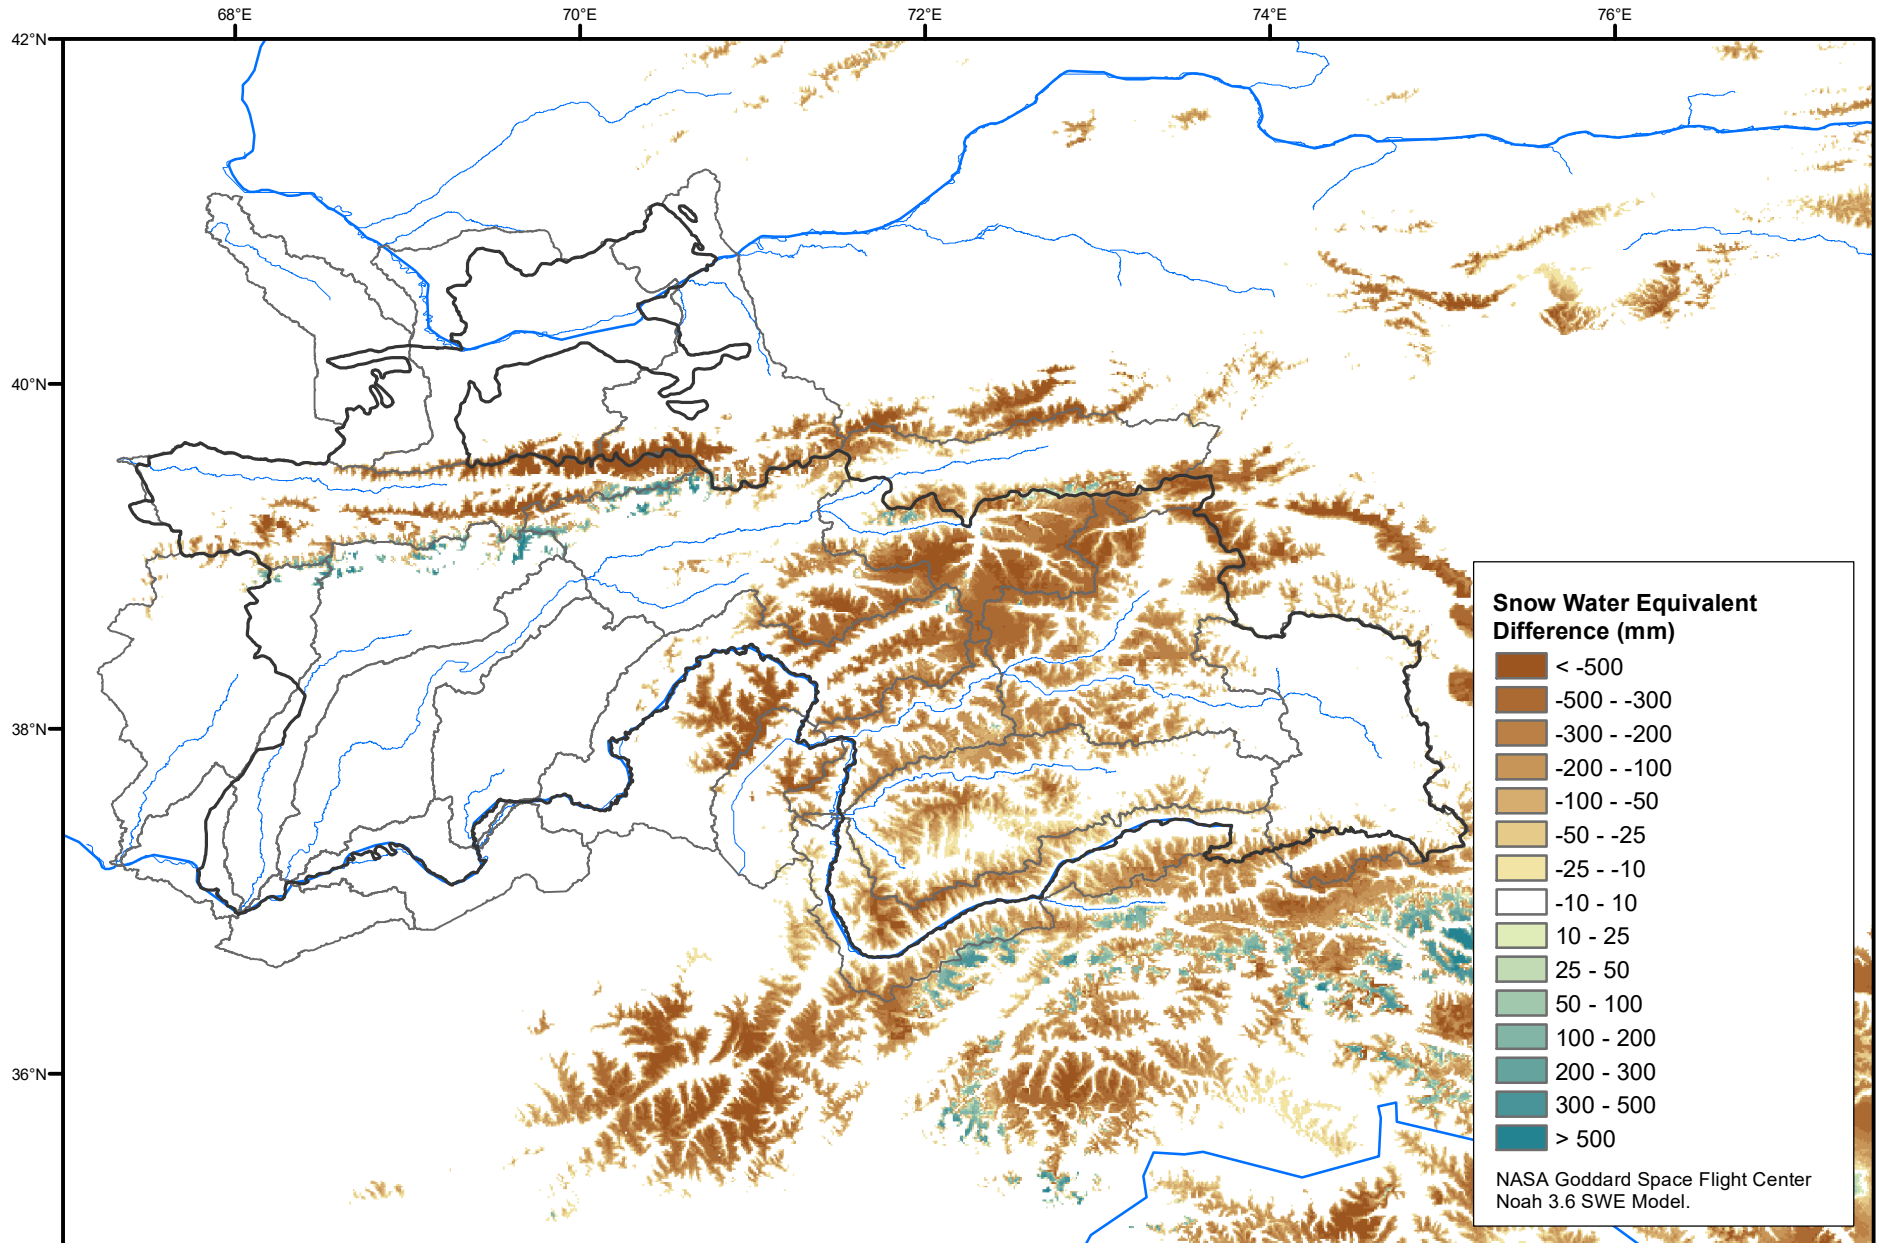 68°E 70°E 72°E 74°E 76°E
42°N
40°N
38°N
36°N
Snow Water Equivalent
Difference (mm)
< -500
-500 - -300
-300 - -200
-200 - -100
-100 - -50
-50 - -25
-25 - -10
-10 - 10
10 - 25
25 - 50
50 - 100
100 - 200
200 - 300
300 - 500
> 500
NASA Goddard Space Flight Center
Noah 3.6 SWE Model.